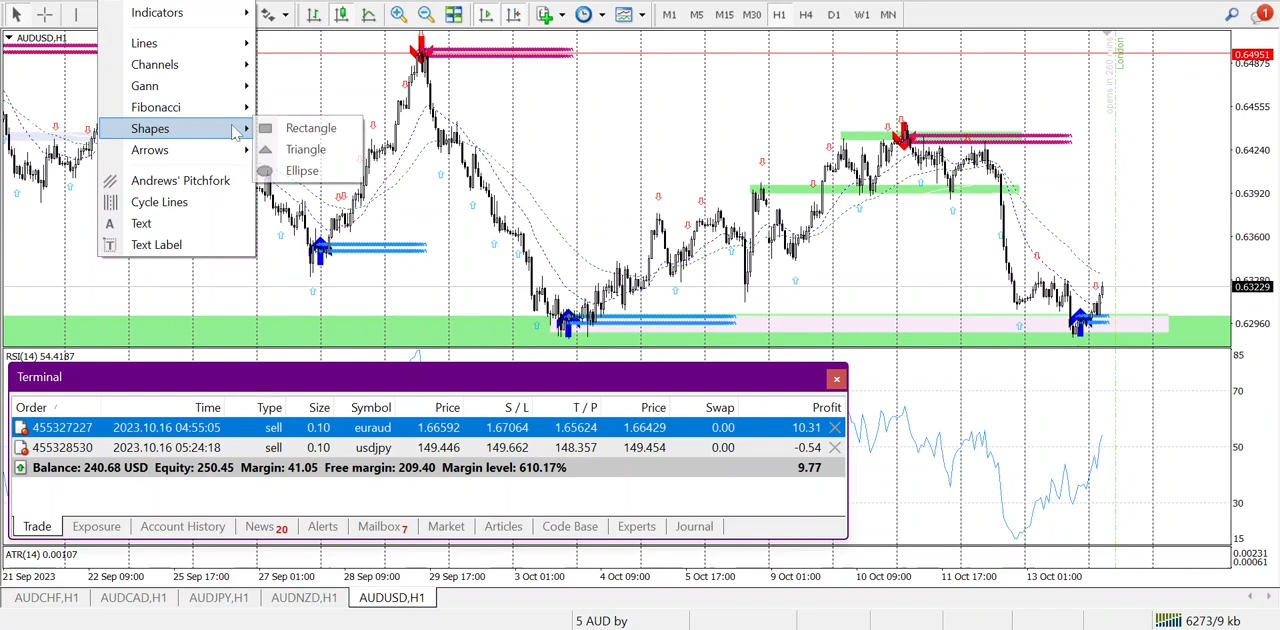 M1 M5 M15 M30 H1 H4 D1 W1 MN 1
Indicators
Lines
Channels
Gann
Fibonacci
Shapes
Arrows
Andrews' Pitchfork
Cycle Lines
A Text
T Text Label
Rectangle
Triangle
Ellipse
AUDUSD,H1
opens in 260 mins
London
0.64951
0.64875
0.64555
0.64240
0.63920
0.63600
0.63229
0.62960
RSI(14) 54.4187
85
70
50
30
15
Terminal
Order / Time Type Size Symbol Price S / L T / P Price Swap Profit
455327227 2023.10.16 04:55:05 sell 0.10 euraud 1.66592 1.67064 1.65624 1.66429 0.00 10.31
455328530 2023.10.16 05:24:18 sell 0.10 usdjpy 149.446 149.662 148.357 149.454 0.00 -0.54
Balance: 240.68 USD Equity: 250.45 Margin: 41.05 Free margin: 209.40 Margin level: 610.17% 9.77
Trade Exposure Account History News 20 Alerts Mailbox 7 Market Articles Code Base Experts Journal
ATR(14) 0.00107
0.00231
0.00061
21 Sep 2023 22 Sep 09:00 25 Sep 17:00 27 Sep 01:00 28 Sep 09:00 29 Sep 17:00 3 Oct 01:00 4 Oct 09:00 5 Oct 17:00 9 Oct 01:00 10 Oct 09:00 11 Oct 17:00 13 Oct 01:00
AUDCHF,H1 AUDCAD,H1 AUDJPY,H1 AUDNZD,H1 AUDUSD,H1
5 AUD by 6273/9 kb